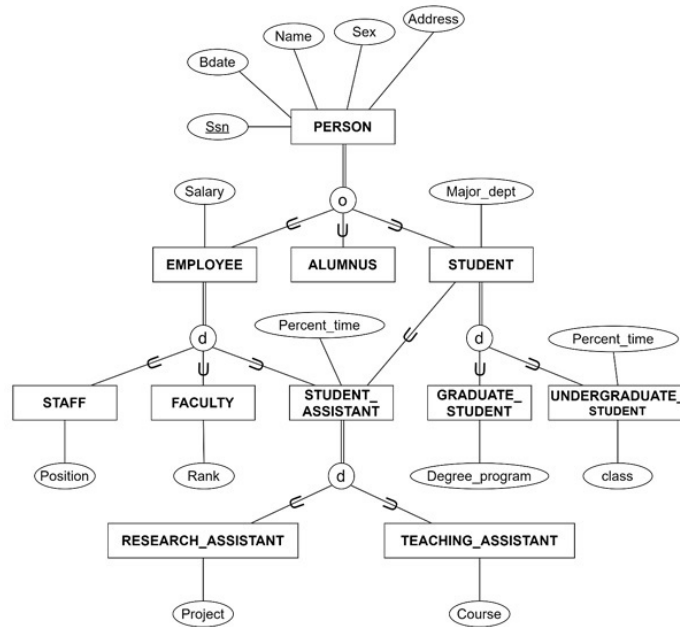 Address
Sex
Name
Bdate
Ssn
PERSON
o
Salary
Major_dept
EMPLOYEE
ALUMNUS
STUDENT
d
Percent_time
d
Percent_time
STAFF
FACULTY
STUDENT_
ASSISTANT
GRADUATE_
STUDENT
UNDERGRADUATE_
STUDENT
Position
Rank
d
Degree_program
class
RESEARCH_ASSISTANT
TEACHING_ASSISTANT
Project
Course